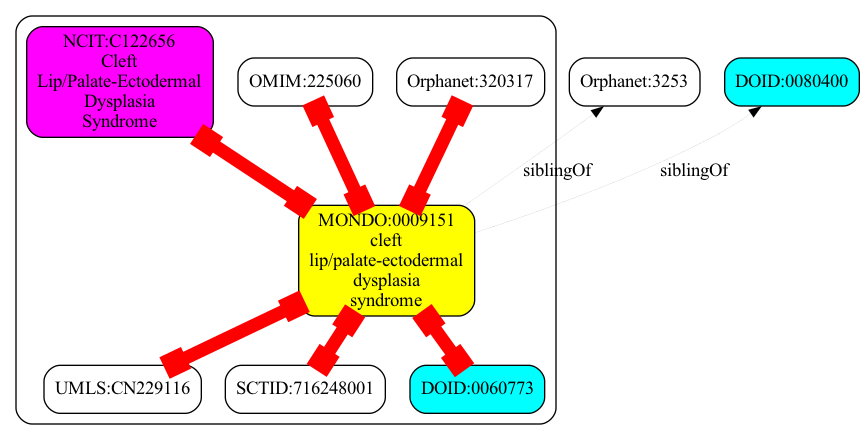 NCIT:C122656
Cleft
Lip/Palate-Ectodermal
Dysplasia
Syndrome
OMIM:225060
Orphanet:320317
Orphanet:3253
DOID:0080400
siblingOf
siblingOf
MONDO:0009151
cleft
lip/palate-ectodermal
dysplasia
syndrome
UMLS:CN229116
SCTID:716248001
DOID:0060773